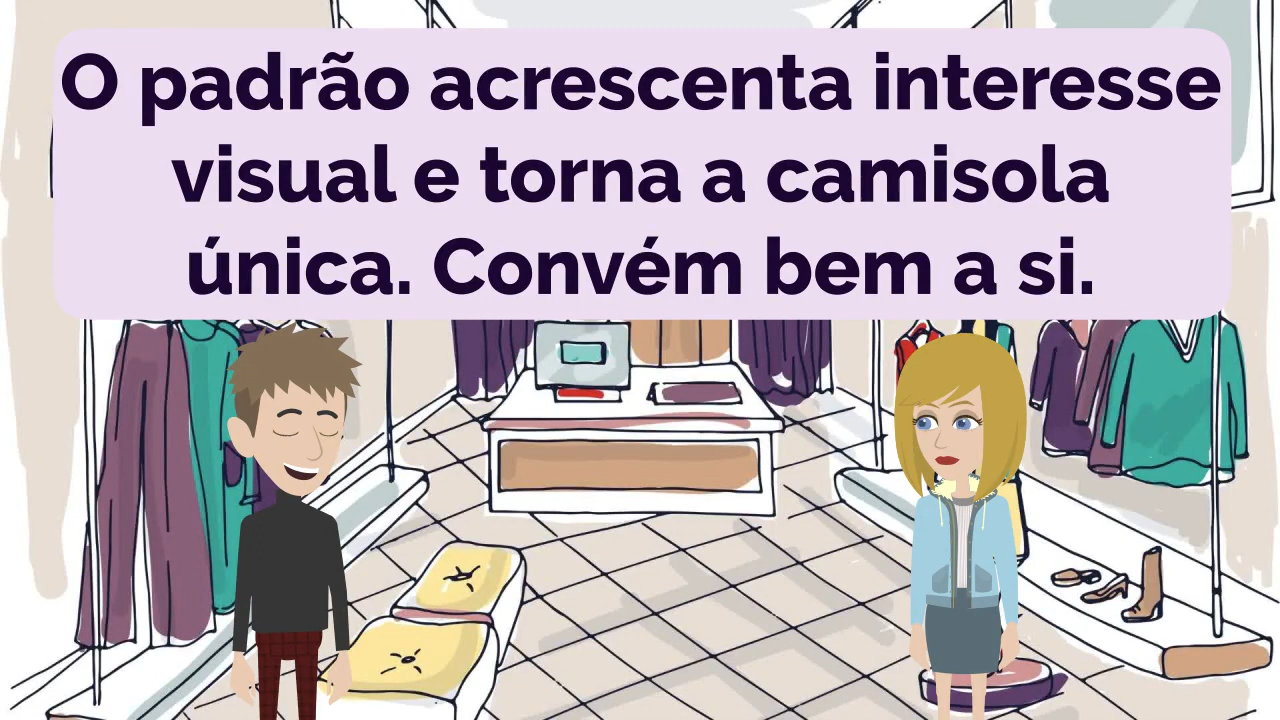 O padrão acrescenta interesse
visual e torna a camisola
única. Convém bem a si.